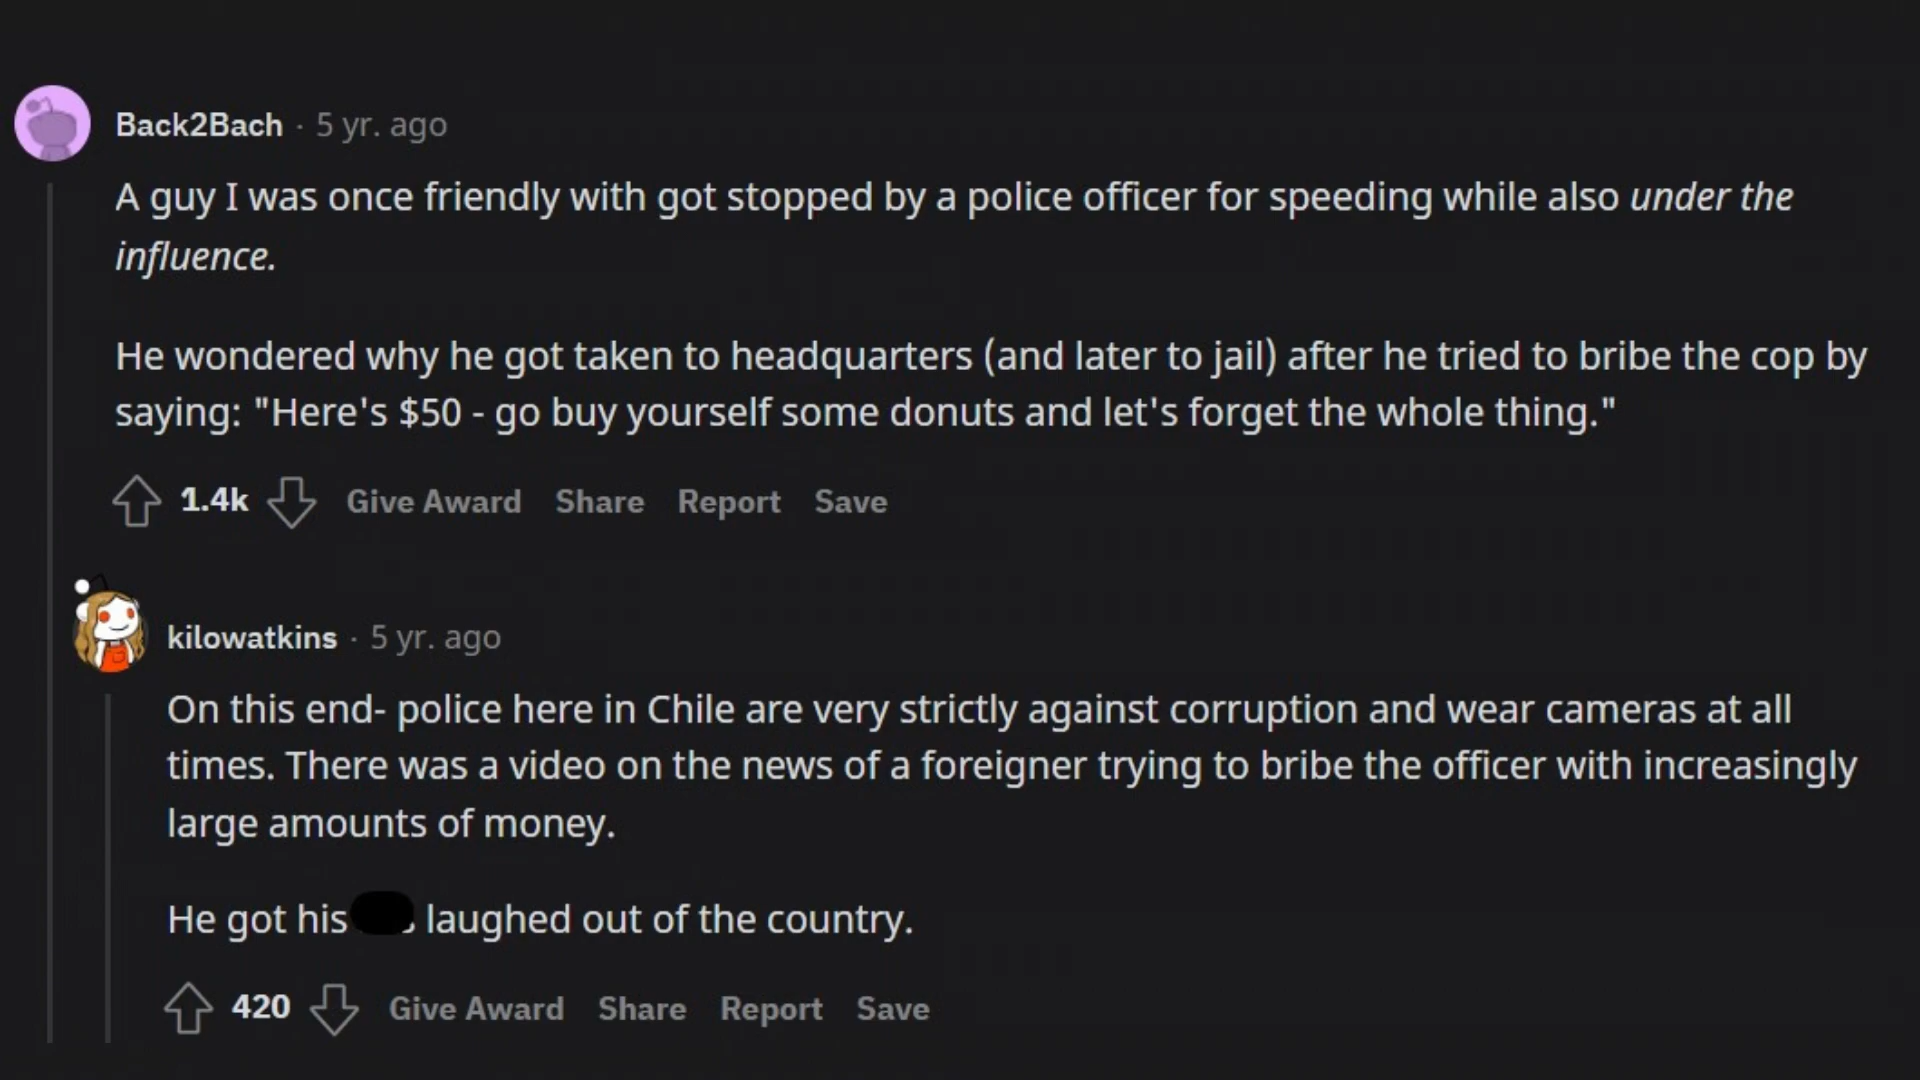 Back2Bach · 5 yr. ago
A guy I was once friendly with got stopped by a police officer for speeding while also under the
influence.
He wondered why he got taken to headquarters (and later to jail) after he tried to bribe the cop by
saying: "Here's $50 - go buy yourself some donuts and let's forget the whole thing."
1.4k Give Award Share Report Save
kilowatkins · 5 yr. ago
On this end- police here in Chile are very strictly against corruption and wear cameras at all
times. There was a video on the news of a foreigner trying to bribe the officer with increasingly
large amounts of money.
He got his laughed out of the country.
420 Give Award Share Report Save